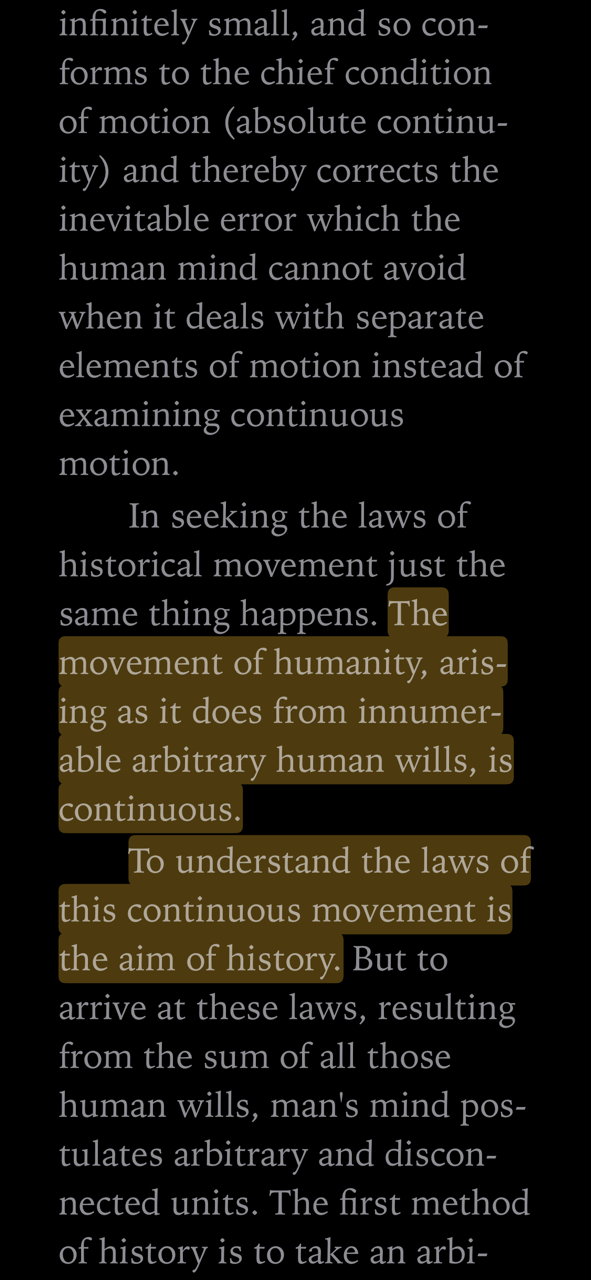 infinitely small, and so con-
forms to the chief condition
of motion (absolute continu-
ity) and thereby corrects the
inevitable error which the
human mind cannot avoid
when it deals with separate
elements of motion instead of
examining continuous
motion.
In seeking the laws of
historical movement just the
same thing happens. The
movement of humanity, aris-
ing as it does from innumer-
able arbitrary human wills, is
continuous.
To understand the laws of
this continuous movement is
the aim of history. But to
arrive at these laws, resulting
from the sum of all those
human wills, man's mind pos-
tulates arbitrary and discon-
nected units. The first method
of history is to take an arbi-